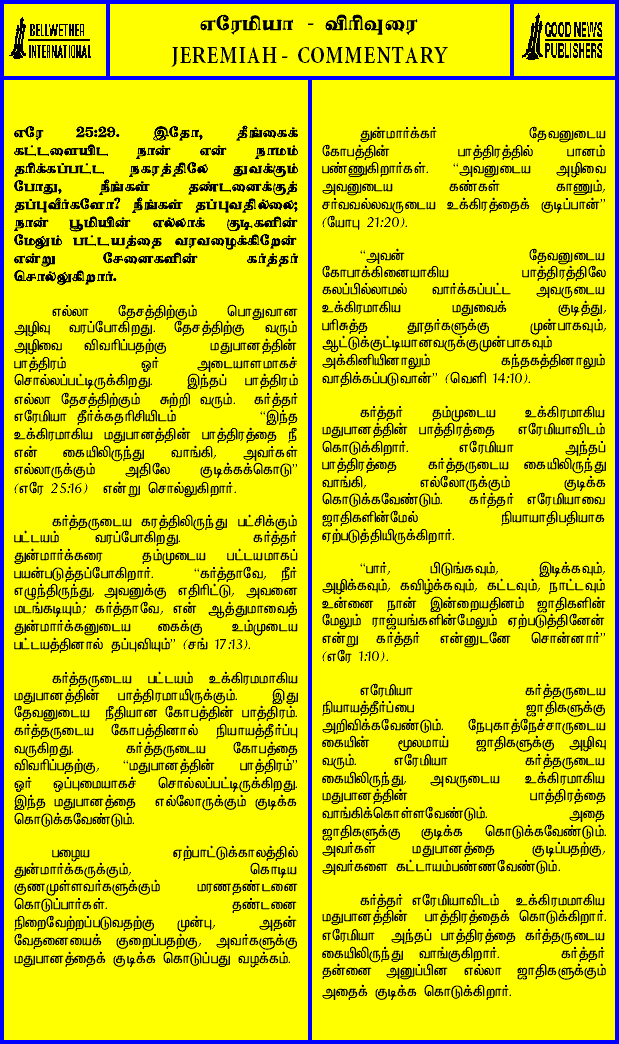 BELLWETHER
INTERNATIONAL
எரேமியா - விரிவுரை
JEREMIAH - COMMENTARY
GOOD NEWS
PUBLISHERS
எரே 25:29. இதோ, தீங்கைக்
கட்டளையிட நான் என் நாமம்
தரிக்கப்பட்ட நகரத்திலே துவக்கும்
போது, நீங்கள் தண்டனைக்குத்
தப்புவீர்களோ? நீங்கள் தப்புவதில்லை;
நான் பூமியின் எல்லாக் குடிகளின்
மேலும் பட்டயத்தை வரவழைக்கிறேன்
என்று சேனைகளின் கர்த்தர்
சொல்லுகிறார்.
எல்லா தேசத்திற்கும் பொதுவான
அழிவு வரப்போகிறது. தேசத்திற்கு வரும்
அழிவை விவரிப்பதற்கு மதுபானத்தின்
பாத்திரம் ஓர் அடையாளமாகச்
சொல்லப்பட்டிருக்கிறது. இந்தப் பாத்திரம்
எல்லா தேசத்திற்கும் சுற்றி வரும். கர்த்தர்
எரேமியா தீர்க்கதரிசியிடம் “இந்த
உக்கிரமாகிய மதுபானத்தின் பாத்திரத்தை நீ
என் கையிலிருந்து வாங்கி, அவர்கள்
எல்லாருக்கும் அதிலே குடிக்கக்கொடு”
(எரே 25:16) என்று சொல்லுகிறார்.
கர்த்தருடைய கரத்திலிருந்து பட்சிக்கும்
பட்டயம் வரப்போகிறது. கர்த்தர்
துன்மார்க்கரை தம்முடைய பட்டயமாகப்
பயன்படுத்தப்போகிறார். “கர்த்தாவே, நீர்
எழுந்திருந்து, அவனுக்கு எதிரிட்டு, அவனை
மடங்கடியும்; கர்த்தாவே, என் ஆத்துமாவைத்
துன்மார்க்கனுடைய கைக்கு உம்முடைய
பட்டயத்தினால் தப்புவியும்” (சங் 17:13).
கர்த்தருடைய பட்டயம் உக்கிரமமாகிய
மதுபானத்தின் பாத்திரமாயிருக்கும். இது
தேவனுடைய நீதியான கோபத்தின் பாத்திரம்.
கர்த்தருடைய கோபத்தினால் நியாயத்தீர்ப்பு
வருகிறது. கர்த்தருடைய கோபத்தை
விவரிப்பதற்கு, “மதுபானத்தின் பாத்திரம்”
ஓர் ஒப்புமையாகச் சொல்லப்பட்டிருக்கிறது.
இந்த மதுபானத்தை எல்லோருக்கும் குடிக்க
கொடுக்கவேண்டும்.
பழைய ஏற்பாட்டுக்காலத்தில்
துன்மார்க்கருக்கும், கொடிய
குணமுள்ளவர்களுக்கும் மரணதண்டனை
கொடுப்பார்கள். தண்டனை
நிறைவேற்றப்படுவதற்கு முன்பு, அதன்
வேதனையைக் குறைப்பதற்கு, அவர்களுக்கு
மதுபானத்தைக் குடிக்க கொடுப்பது வழக்கம்.
துன்மார்க்கர் தேவனுடைய
கோபத்தின் பாத்திரத்தில் பானம்
பண்ணுகிறார்கள். “அவனுடைய அழிவை
அவனுடைய கண்கள் காணும்,
சர்வவல்லவருடைய உக்கிரத்தைக் குடிப்பான்”
(யோபு 21:20).
“அவன் தேவனுடைய
கோபாக்கினையாகிய பாத்திரத்திலே
கலப்பில்லாமல் வார்க்கப்பட்ட அவருடைய
உக்கிரமாகிய மதுவைக் குடித்து,
பரிசுத்த தூதர்களுக்கு முன்பாகவும்,
ஆட்டுக்குட்டியானவருக்குமுன்பாகவும்
அக்கினியினாலும் கந்தகத்தினாலும்
வாதிக்கப்படுவான்” (வெளி 14:10).
கர்த்தர் தம்முடைய உக்கிரமாகிய
மதுபானத்தின் பாத்திரத்தை எரேமியாவிடம்
கொடுக்கிறார். எரேமியா அந்தப்
பாத்திரத்தை கர்த்தருடைய கையிலிருந்து
வாங்கி, எல்லோருக்கும் குடிக்க
கொடுக்கவேண்டும். கர்த்தர் எரேமியாவை
ஜாதிகளின்மேல் நியாயாதிபதியாக
ஏற்படுத்தியிருக்கிறார்.
“பார், பிடுங்கவும், இடிக்கவும்,
அழிக்கவும், கவிழ்க்கவும், கட்டவும், நாட்டவும்
உன்னை நான் இன்றையதினம் ஜாதிகளின்
மேலும் ராஜ்யங்களின்மேலும் ஏற்படுத்தினேன்
என்று கர்த்தர் என்னுடனே சொன்னார்”
(எரே 1:10).
எரேமியா கர்த்தருடைய
நியாயத்தீர்ப்பை ஜாதிகளுக்கு
அறிவிக்கவேண்டும். நேபுகாத்நேச்சாருடைய
கையின் மூலமாய் ஜாதிகளுக்கு அழிவு
வரும். எரேமியா கர்த்தருடைய
கையிலிருந்து, அவருடைய உக்கிரமாகிய
மதுபானத்தின் பாத்திரத்தை
வாங்கிக்கொள்ளவேண்டும். அதை
ஜாதிகளுக்கு குடிக்க கொடுக்கவேண்டும்.
அவர்கள் மதுபானத்தை குடிப்பதற்கு,
அவர்களை கட்டாயம்பண்ணவேண்டும்.
கர்த்தர் எரேமியாவிடம் உக்கிரமமாகிய
மதுபானத்தின் பாத்திரத்தைக் கொடுக்கிறார்.
எரேமியா அந்தப் பாத்திரத்தை கர்த்தருடைய
கையிலிருந்து வாங்குகிறார். கர்த்தர்
தன்னை அனுப்பின எல்லா ஜாதிகளுக்கும்
அதைக் குடிக்க கொடுக்கிறார்.